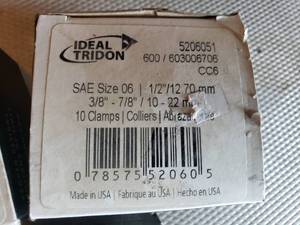 IDEAL
TRIDON
5206051
600 / 603006706
CC6
SAE Size 06 | 1/2"/12.70 mm
3/8" - 7/8" / 10 - 22 mm
10 Clamps | Colliers | Abrazaderas
0 78575 52060 5
Made in USA | Fabriqué au USA | Hecho en USA